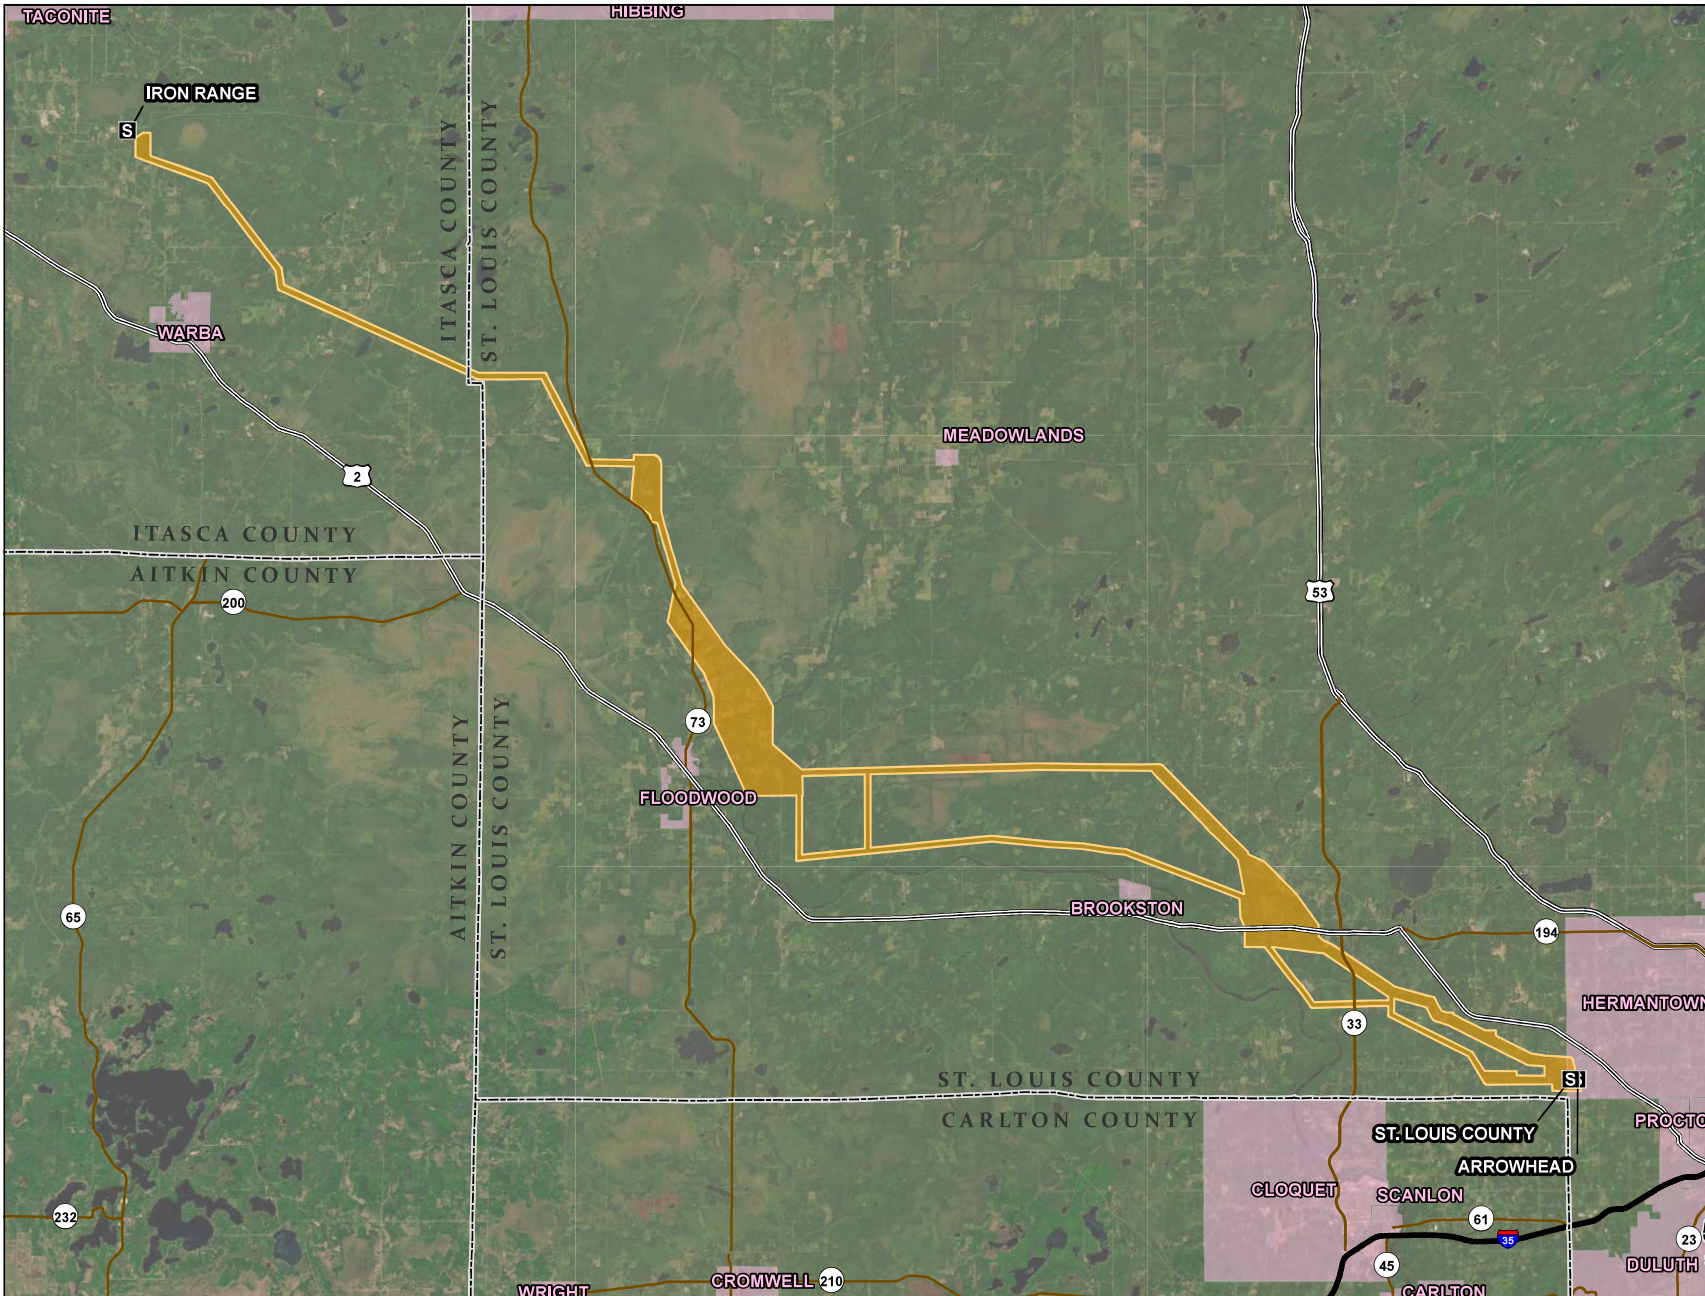 TACONITE
HIBBING
IRON RANGE
S
ITASCA COUNTY
ST. LOUIS COUNTY
WARBA
MEADOWLANDS
2
ITASCA COUNTY
AITKIN COUNTY
200
53
73
AITKIN COUNTY
ST. LOUIS COUNTY
FLOODWOOD
65
BROOKSTON
194
HERMANTOWN
33
ST. LOUIS COUNTY
S
CARLTON COUNTY
PROCTO
ST. LOUIS COUNTY
ARROWHEAD
CLOQUET
SCANLON
232
61
35
23
45
DULUTH
CROMWELL
210
WRIGHT
CARLTON